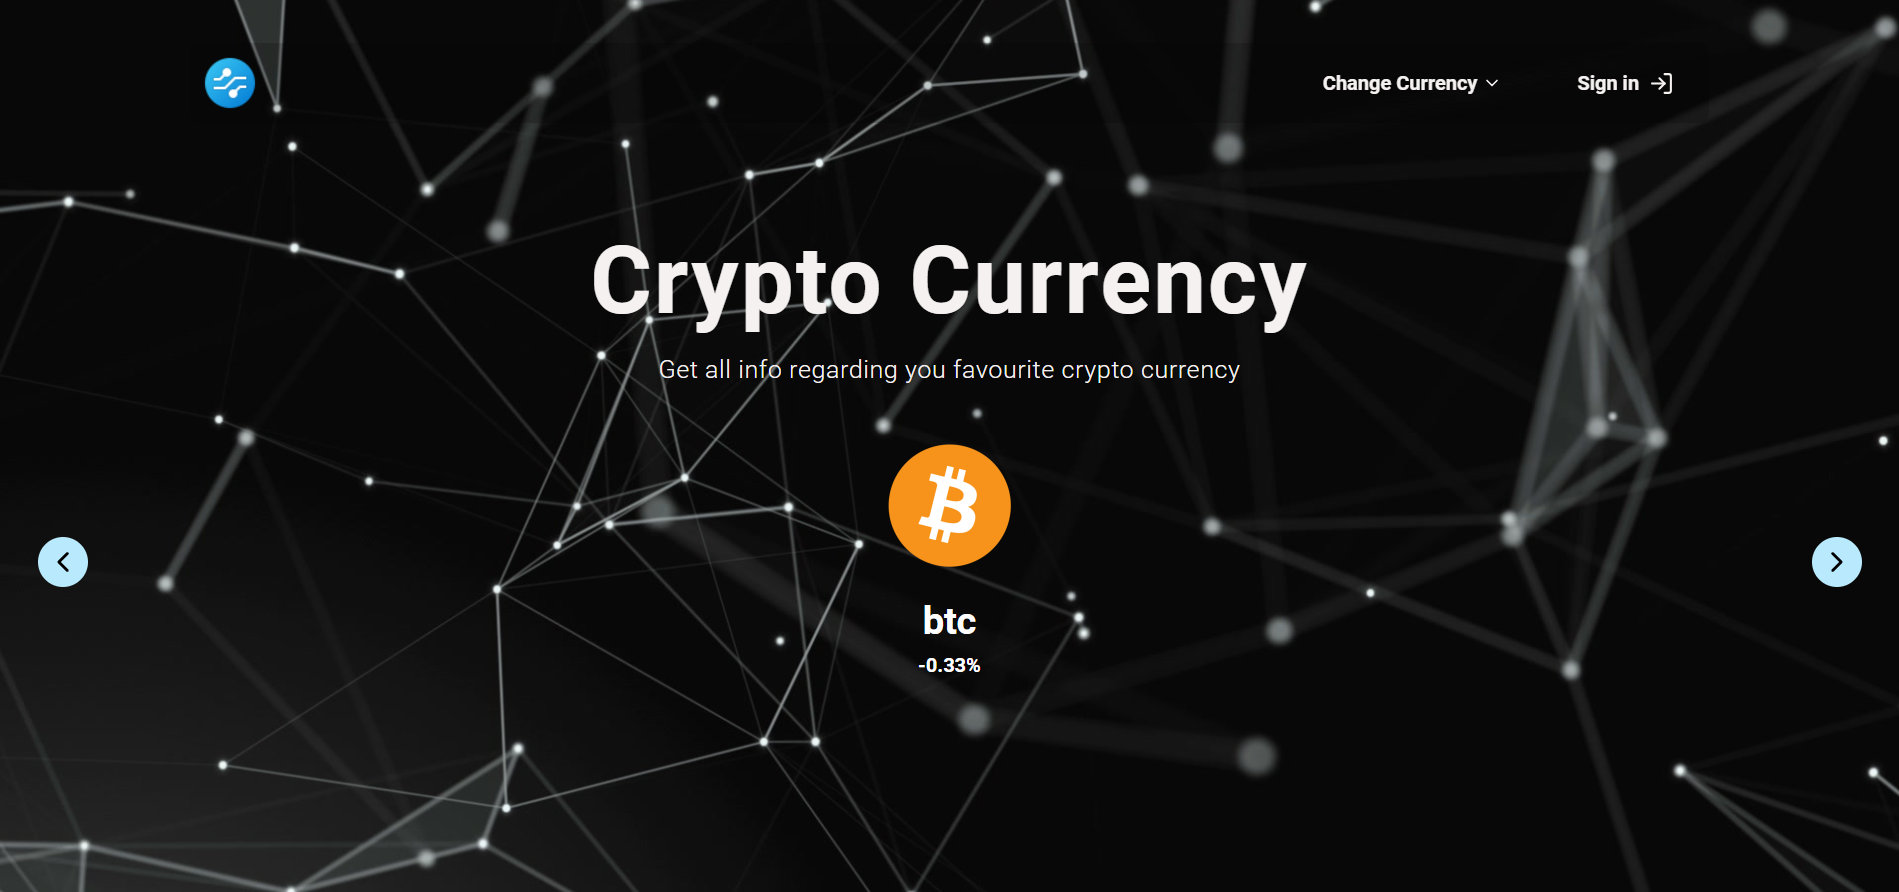 Change Currency
Sign in
Crypto Currency
Get all info regarding you favourite crypto currency
btc
-0.33%